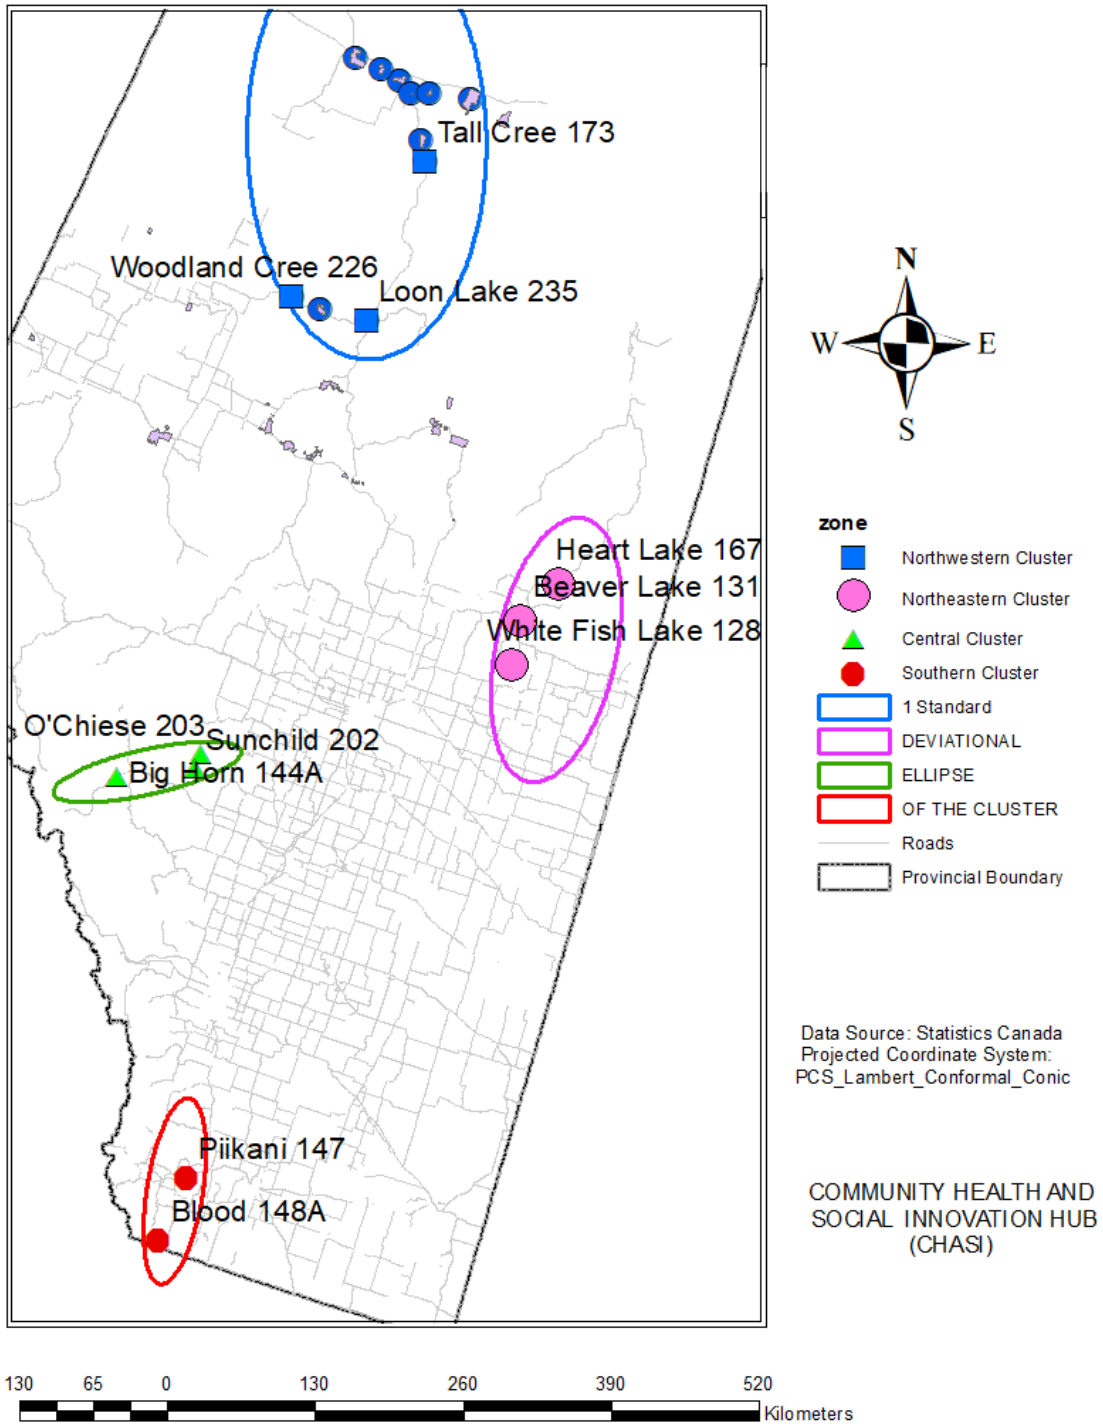 Tall Cree 173
Woodland Cree 226
Loon Lake 235
Heart Lake 167
Beaver Lake 131
White Fish Lake 128
O'Chiese 203
Sunchild 202
Big Horn 144A
Piikani 147
Blood 148A
N
W
E
S
zone
Northwestern Cluster
Northeastern Cluster
Central Cluster
Southern Cluster
1 Standard
DEVIATIONAL
ELLIPSE
OF THE CLUSTER
Roads
Provincial Boundary
Data Source: Statistics Canada
Projected Coordinate System:
PCS_Lambert_Conformal_Conic
COMMUNITY HEALTH AND
SOCIAL INNOVATION HUB
(CHASI)
130 65 0 130 260 390 520
Kilometers